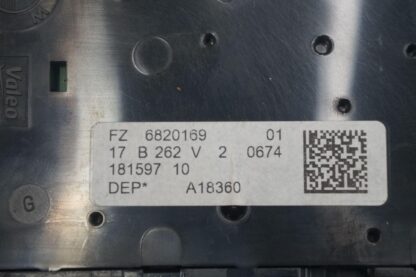 Valeo
FZ 6820169 01
17 B 262 V 2 0674
181597 10
DEP* A18360
G